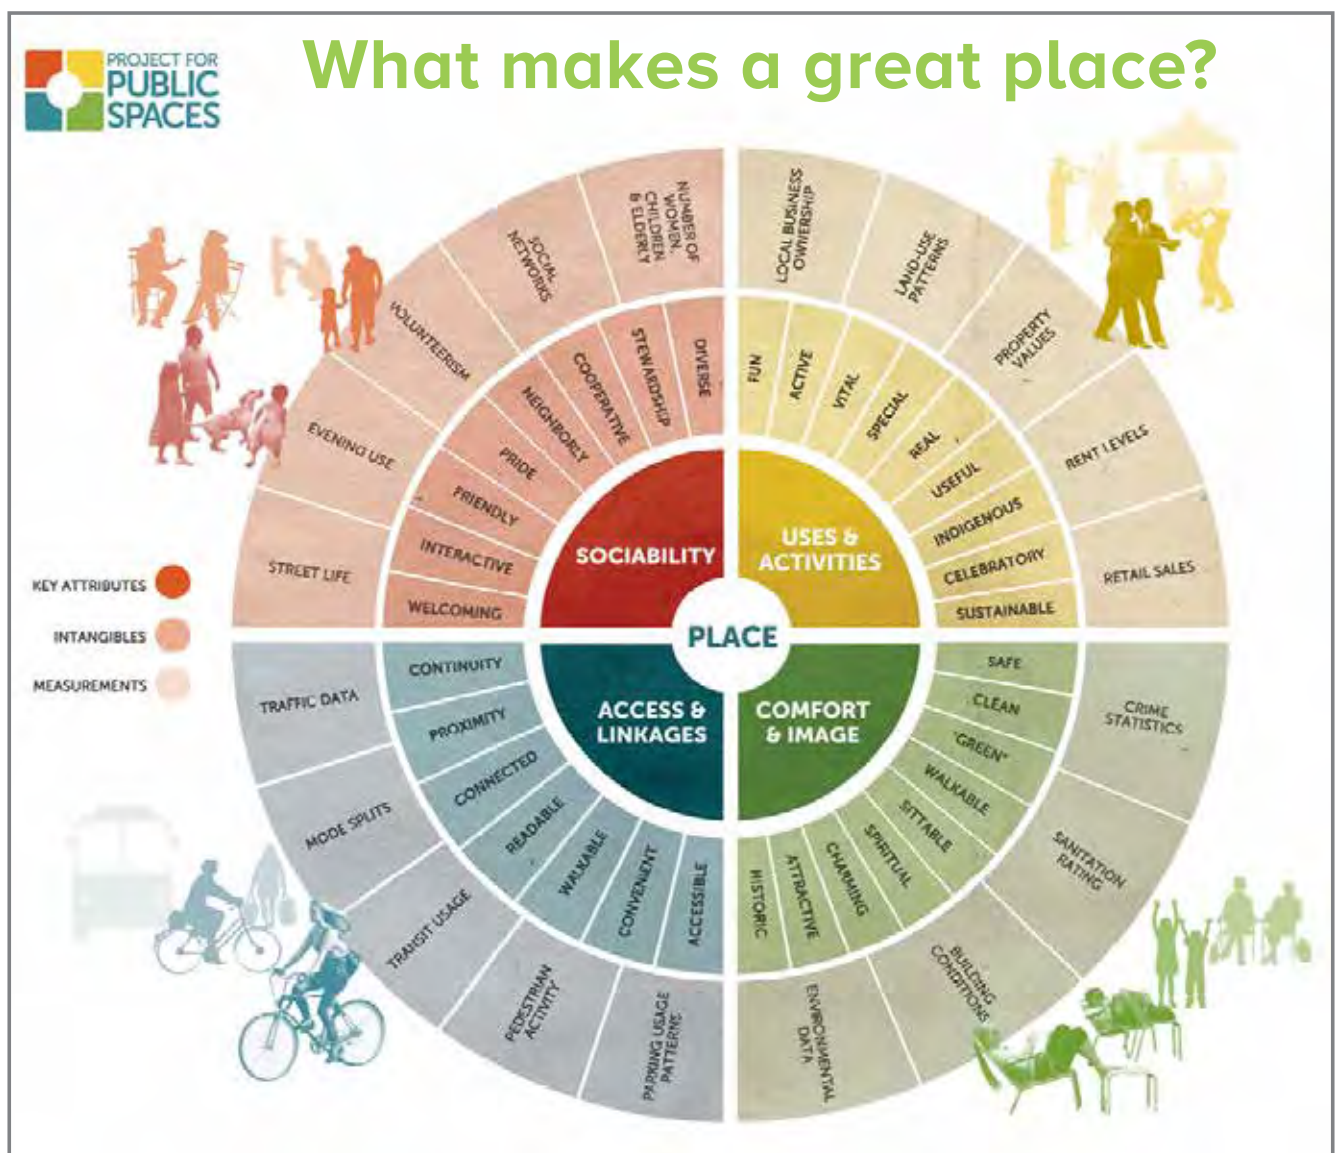 PROJECT FOR
PUBLIC
SPACES
What makes a great place?
NUMBER OF
WOMEN,
CHILDREN
& ELDERLY
SOCIAL
NETWORKS
VOLUNTEERISM
EVENING USE
STREET LIFE
DIVERSE
STEWARDSHIP
COOPERATIVE
NEIGHBORLY
PRIDE
FRIENDLY
INTERACTIVE
WELCOMING
SOCIABILITY
LOCAL BUSINESS
OWNERSHIP
LAND-USE
PATTERNS
PROPERTY
VALUES
RENT LEVELS
RETAIL SALES
FUN
ACTIVE
VITAL
SPECIAL
REAL
USEFUL
INDIGENOUS
CELEBRATORY
SUSTAINABLE
USES &
ACTIVITIES
KEY ATTRIBUTES
INTANGIBLES
MEASUREMENTS
PLACE
ACCESS &
LINKAGES
CONTINUITY
PROXIMITY
CONNECTED
READABLE
WALKABLE
CONVENIENT
ACCESSIBLE
TRAFFIC DATA
MODE SPLITS
TRANSIT USAGE
PEDESTRIAN
ACTIVITY
PARKING USAGE
PATTERNS
COMFORT
& IMAGE
SAFE
CLEAN
"GREEN"
WALKABLE
SITTABLE
SPIRITUAL
CHARMING
ATTRACTIVE
HISTORIC
CRIME
STATISTICS
SANITATION
RATING
BUILDING
CONDITIONS
ENVIRONMENTAL
DATA